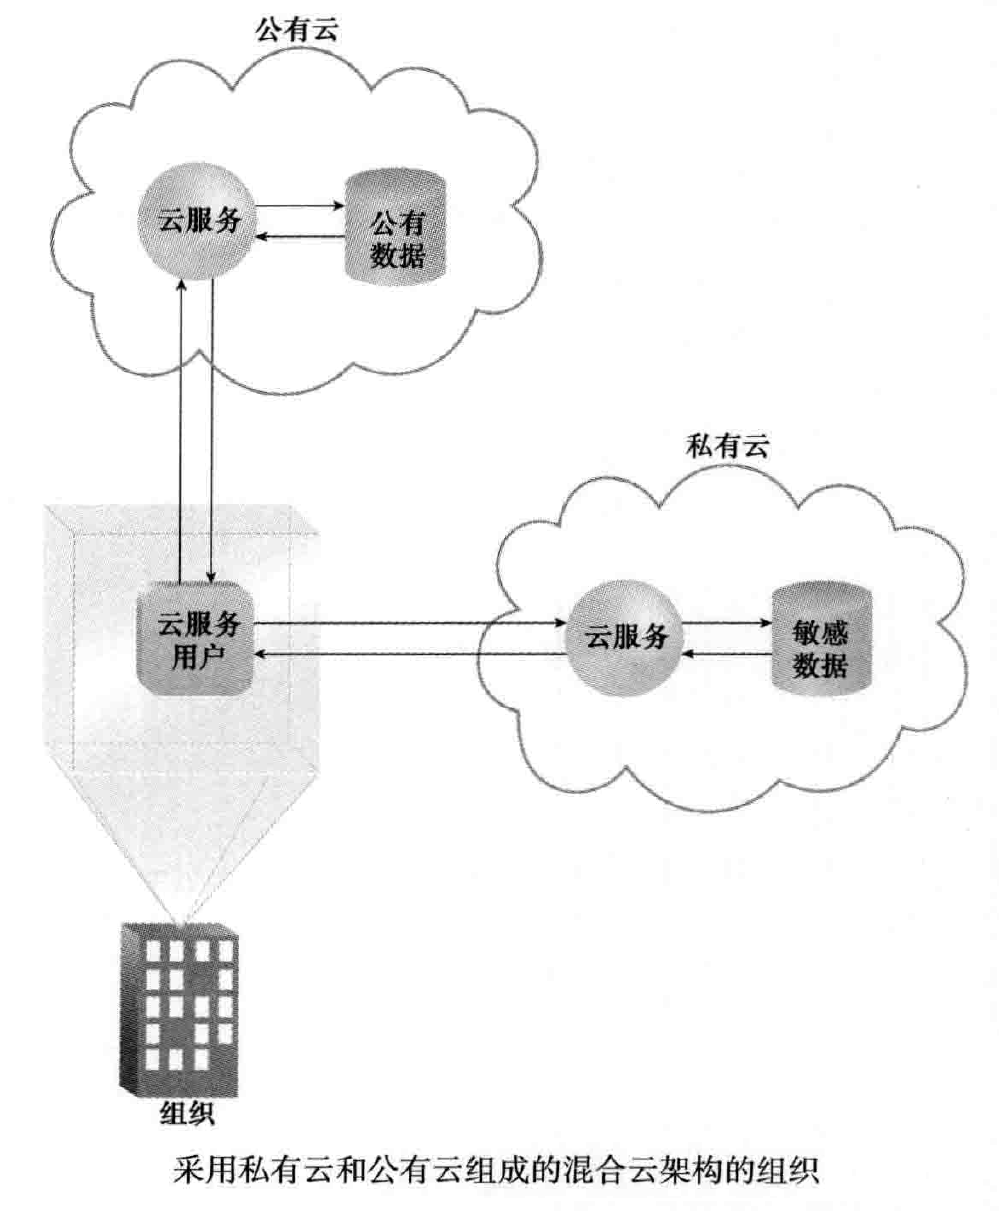 公有云
云服务
公有
数据
私有云
云服务
用户
云服务
敏感
数据
组织
采用私有云和公有云组成的混合云架构的组织